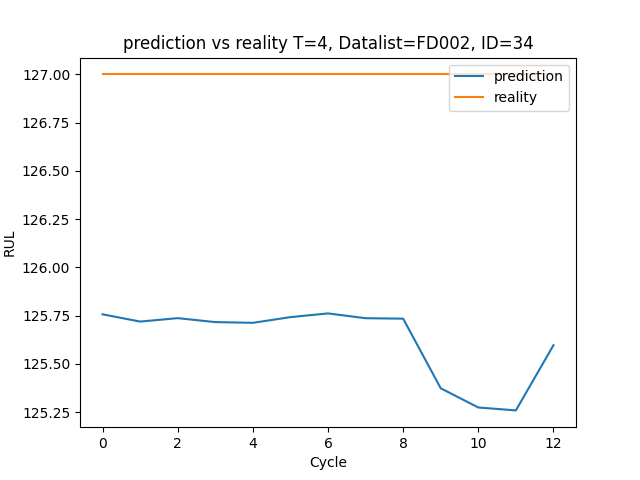 prediction vs reality T=4, Datalist=FD002, ID=34
127.00
126.75
126.50
126.25
126.00
125.75
125.50
125.25
RUL
prediction
reality
0 2 4 6 8 10 12
Cycle